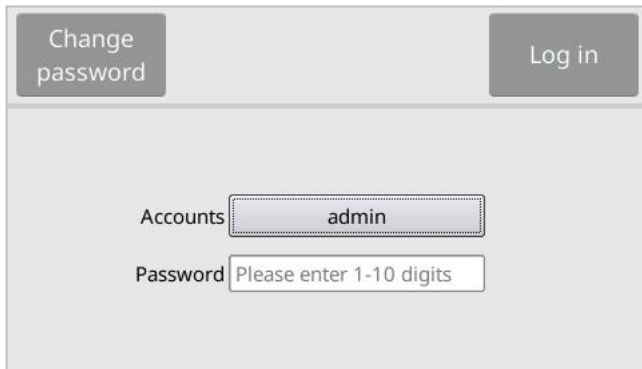 Change
password
Log in
Accounts admin
Password Please enter 1-10 digits